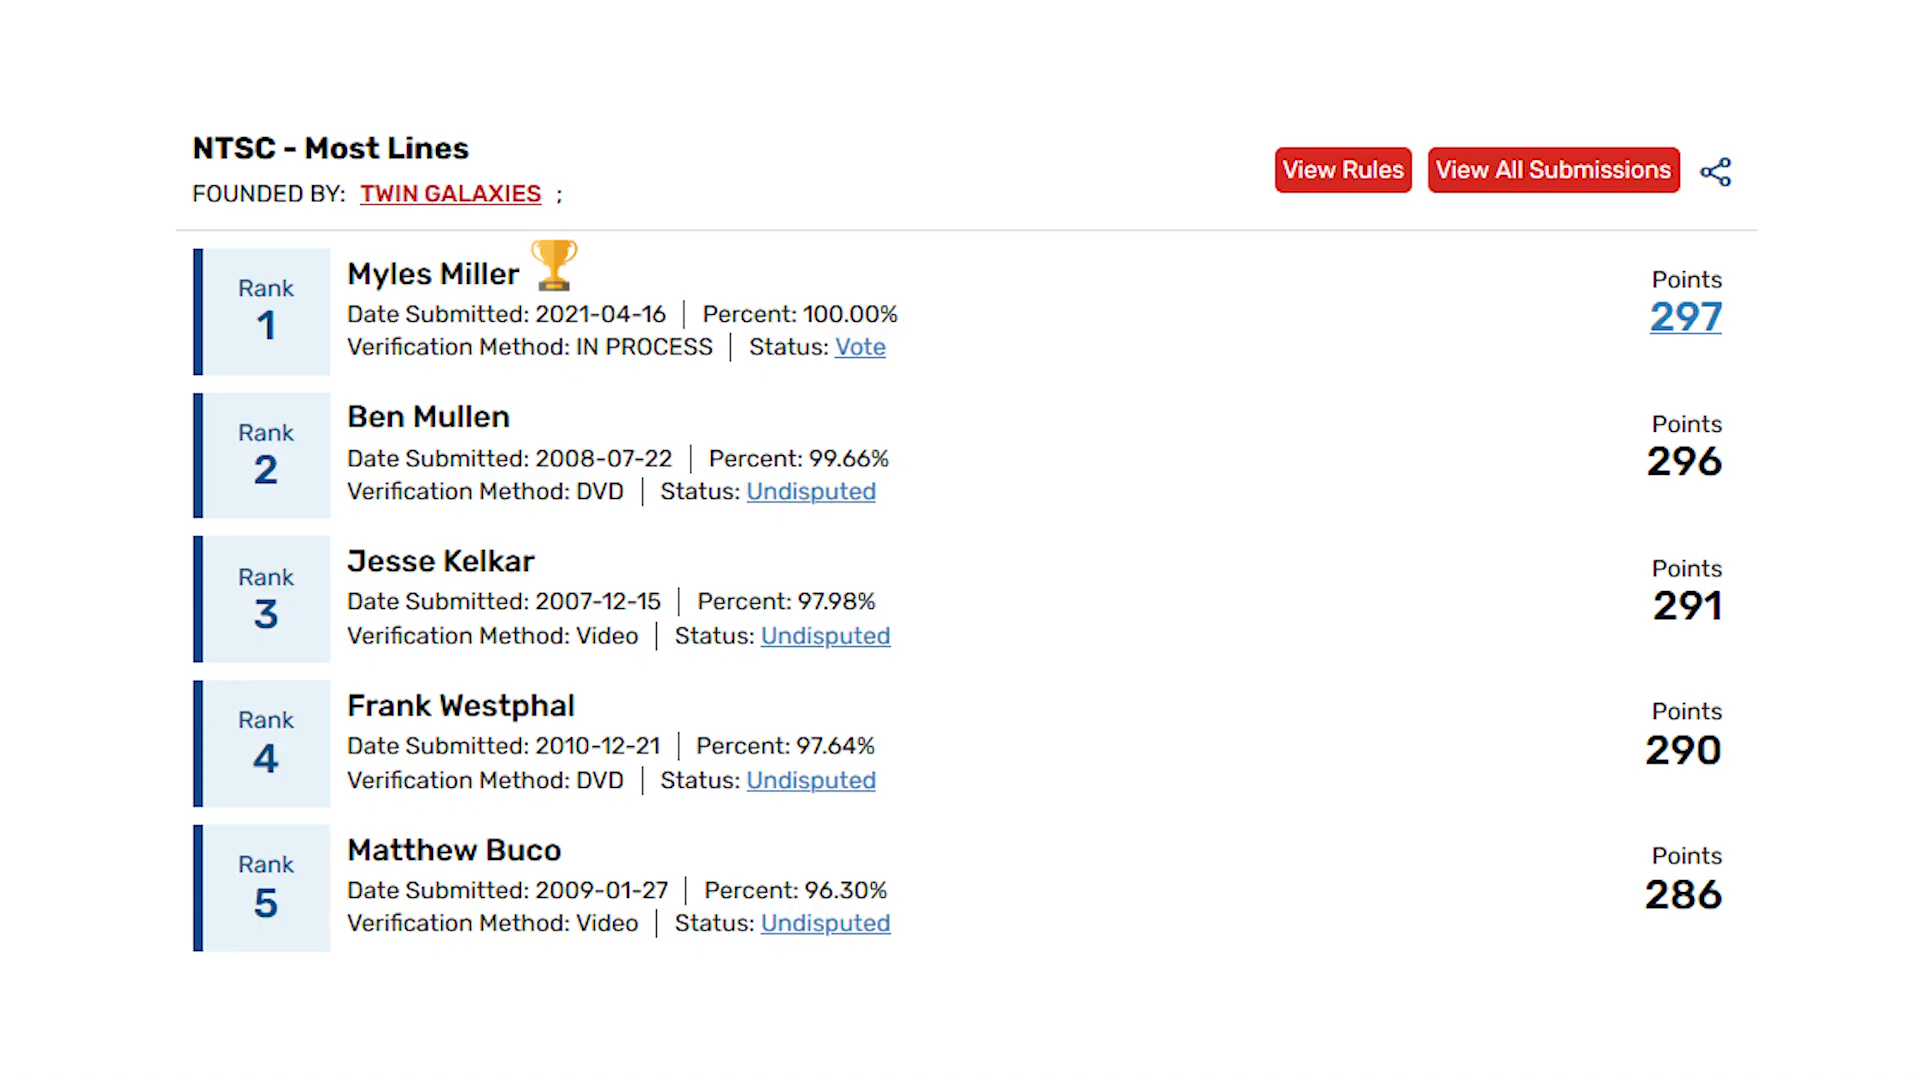 NTSC - Most Lines
FOUNDED BY: TWIN GALAXIES ;
View Rules
View All Submissions
Rank
1
Myles Miller
Date Submitted: 2021-04-16 | Percent: 100.00%
Verification Method: IN PROCESS | Status: Vote
Points
297
Rank
2
Ben Mullen
Date Submitted: 2008-07-22 | Percent: 99.66%
Verification Method: DVD | Status: Undisputed
Points
296
Rank
3
Jesse Kelkar
Date Submitted: 2007-12-15 | Percent: 97.98%
Verification Method: Video | Status: Undisputed
Points
291
Rank
4
Frank Westphal
Date Submitted: 2010-12-21 | Percent: 97.64%
Verification Method: DVD | Status: Undisputed
Points
290
Rank
5
Matthew Buco
Date Submitted: 2009-01-27 | Percent: 96.30%
Verification Method: Video | Status: Undisputed
Points
286